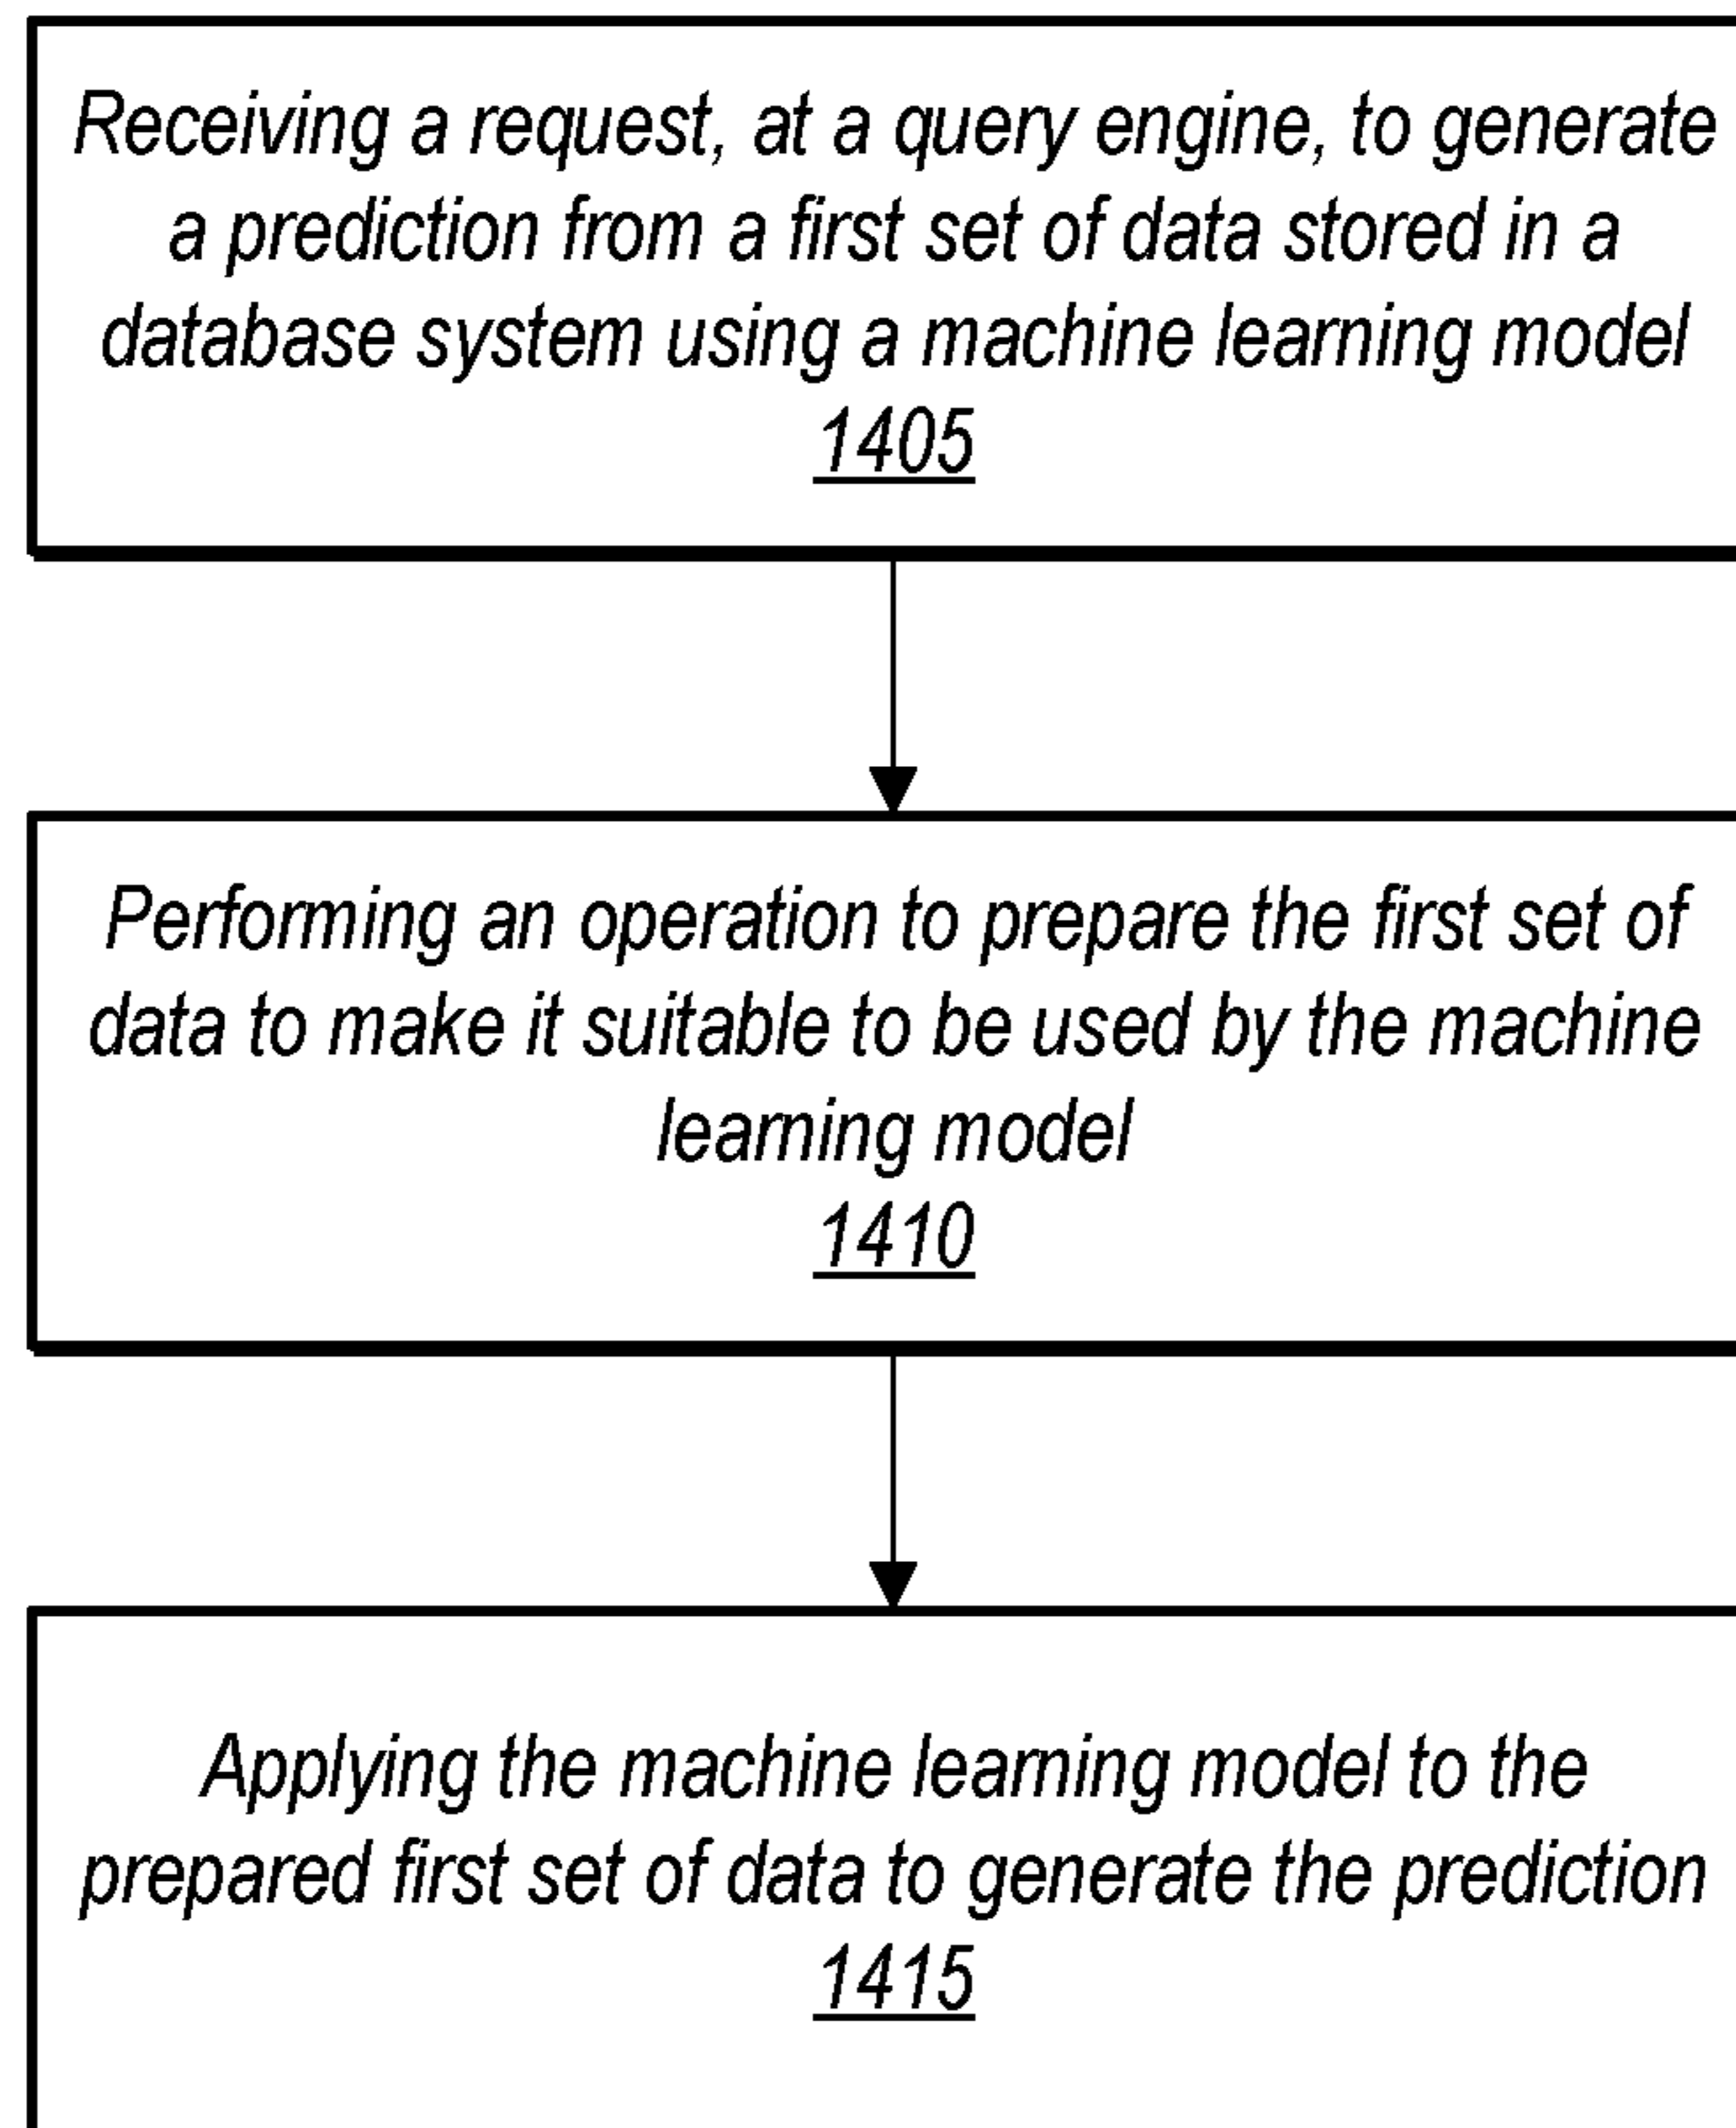 Receiving a request, at a query engine, to generate
a prediction from a first set of data stored in a
database system using a machine learning model
1405
Performing an operation to prepare the first set of
data to make it suitable to be used by the machine
learning model
1410
Applying the machine learning model to the
prepared first set of data to generate the prediction
1415